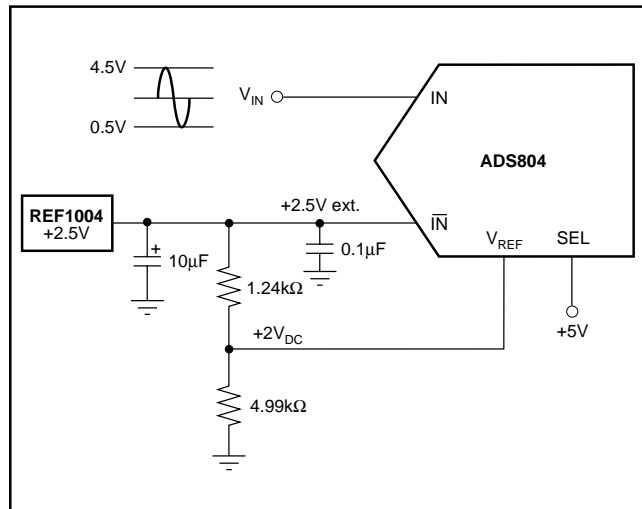 4.5V
V_IN
0.5V
IN
ADS804
REF1004
+2.5V
+2.5V ext.
I̅N̅
V_REF
SEL
10µF
+
0.1µF
1.24kΩ
+2V_DC
+5V
4.99kΩ